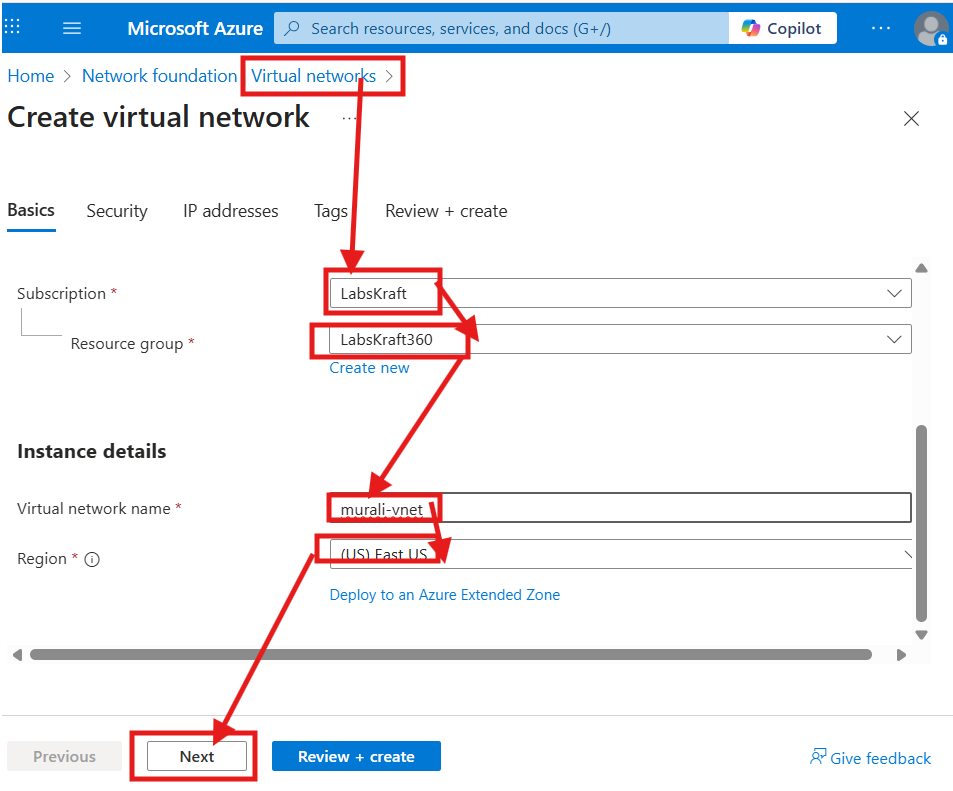 Microsoft Azure Search resources, services, and docs (G+/) Copilot ...
Home > Network foundation Virtual networks >
Create virtual network ...
Basics Security IP addresses Tags Review + create
Subscription * LabsKraft
Resource group * LabsKraft360
Create new
Instance details
Virtual network name * murali-vnet
Region * (US) East US
Deploy to an Azure Extended Zone
Previous Next Review + create Give feedback